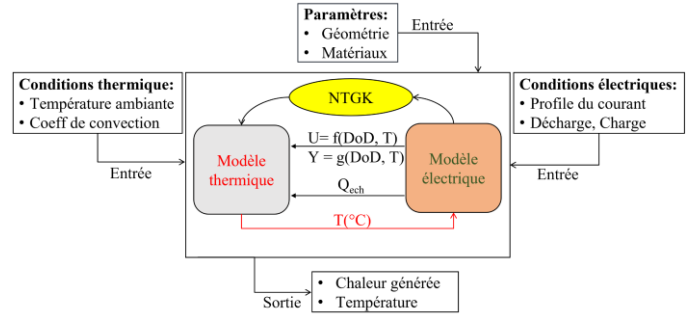 Paramètres:
• Géométrie
• Matériaux
Entrée
Conditions thermique:
• Température ambiante
• Coeff de convection
Entrée
Conditions électriques:
• Profile du courant
• Décharge, Charge
Entrée
NTGK
Modèle
thermique
U= f(DoD, T)
Y = g(DoD, T)
Qech
T(°C)
Modèle
électrique
Sortie
• Chaleur générée
• Température